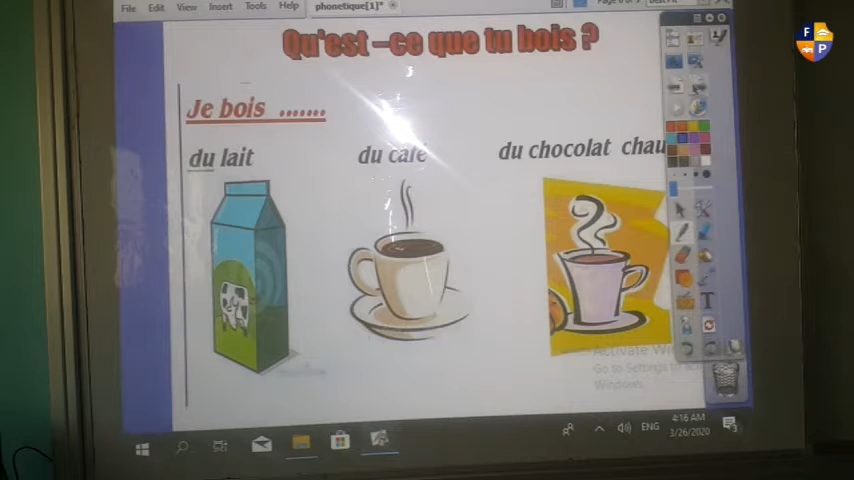 File Edit View Insert Tools Help
phonetique[1]*
Qu'est –ce que tu bois ?
Je bois .......
du lait
du café
du chocolat chau
T
Activate Wi
Go to Settings to
Windows.
ENG
4:16 AM
3/26/2020
F
P